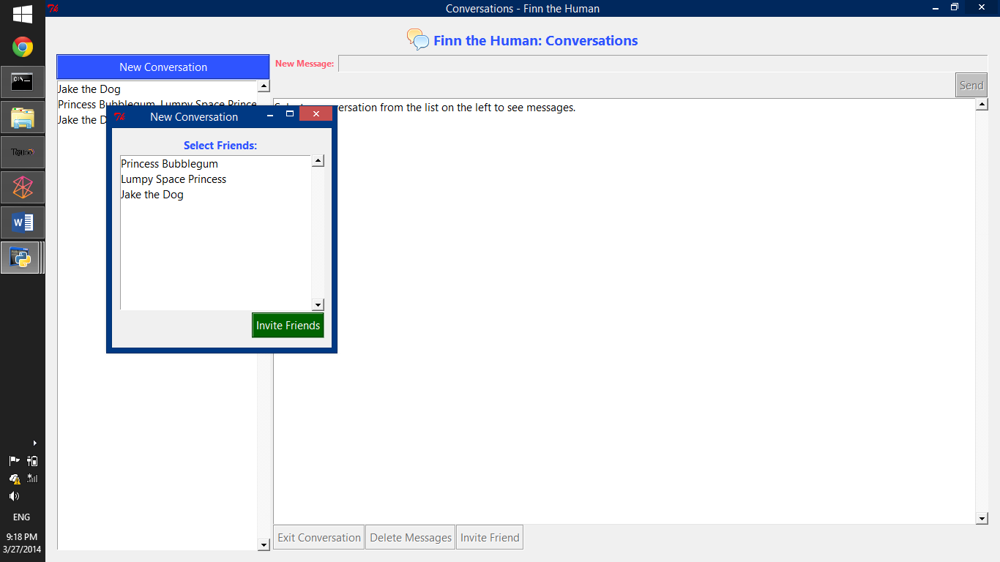 Conversations - Finn the Human
Finn the Human: Conversations
New Conversation
New Message:
Send
Jake the Dog
Princess Bubblegum, Lumpy Space Prince
Jake the D
ersation from the list on the left to see messages.
New Conversation
Select Friends:
Princess Bubblegum
Lumpy Space Princess
Jake the Dog
Invite Friends
Exit Conversation
Delete Messages
Invite Friend
C:\_
W
ENG
9:18 PM
3/27/2014